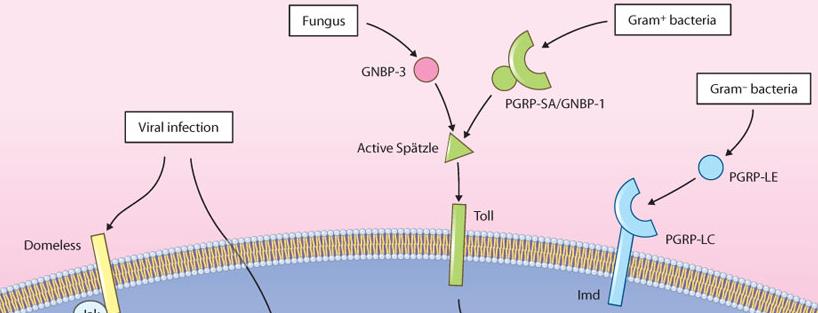 Fungus
Gram⁺ bacteria
GNBP-3
PGRP-SA/GNBP-1
Gram⁻ bacteria
Viral infection
Active Spätzle
PGRP-LE
Toll
Domeless
PGRP-LC
Imd
Jak